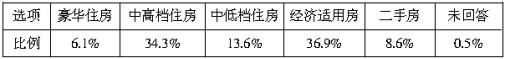 选项 豪华住房 中高档住房 中低档住房 经济适用房 二手房 未回答
比例 6.1% 34.3% 13.6% 36.9% 8.6% 0.5%